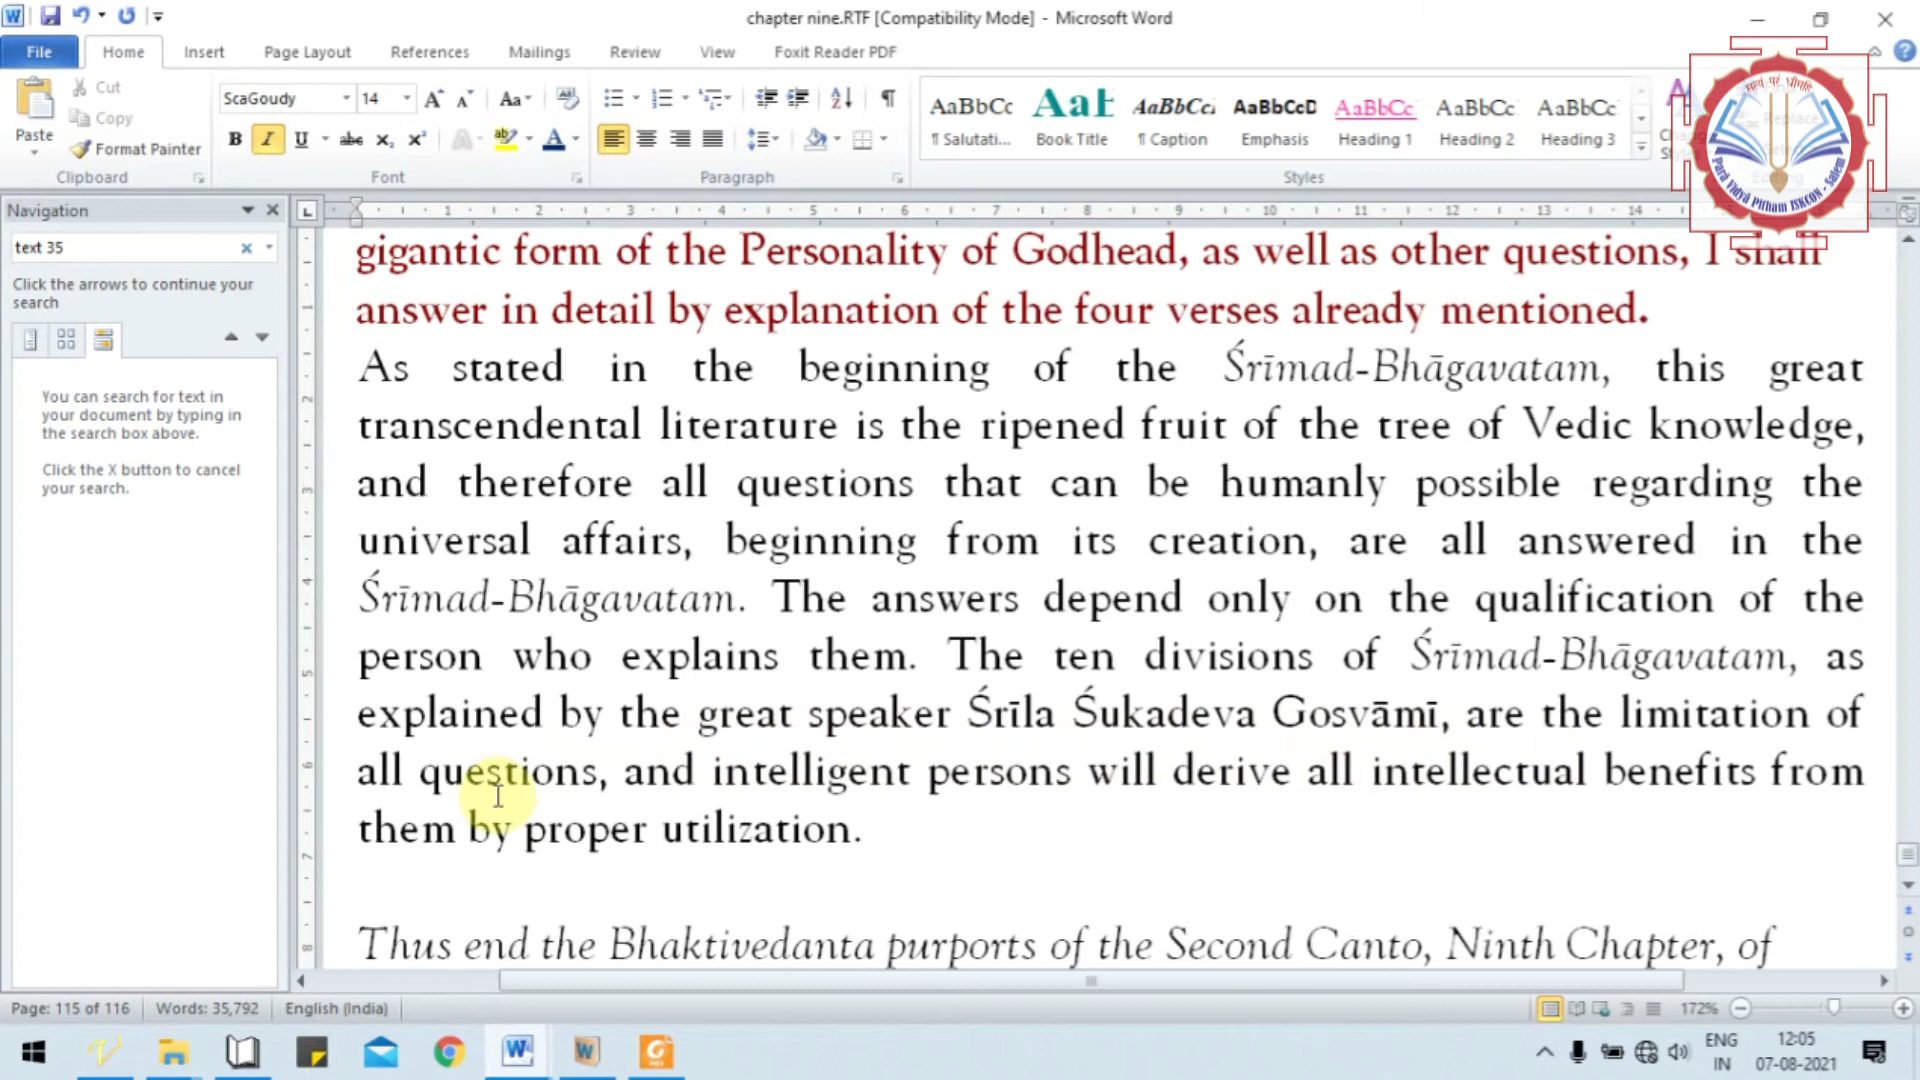 chapter nine.RTF [Compatibility Mode] - Microsoft Word
File Home Insert Page Layout References Mailings Review View Foxit Reader PDF
Paste Cut Copy Format Painter
ScaGoudy 14
AaBbCc AaB AaBbCc AaBbCcD AaBbCc AaBbCc AaBbCc
¶ Salutati... Book Title ¶ Caption Emphasis Heading 1 Heading 2 Heading 3
Clipboard Font Paragraph Styles
Para Vidya Pitham ISKCON - Salem
Navigation
text 35
Click the arrows to continue your
search
You can search for text in
your document by typing in
the search box above.
Click the X button to cancel
your search.
gigantic form of the Personality of Godhead, as well as other questions, I shall
answer in detail by explanation of the four verses already mentioned.
As stated in the beginning of the Śrīmad-Bhāgavatam, this great
transcendental literature is the ripened fruit of the tree of Vedic knowledge,
and therefore all questions that can be humanly possible regarding the
universal affairs, beginning from its creation, are all answered in the
Śrīmad-Bhāgavatam. The answers depend only on the qualification of the
person who explains them. The ten divisions of Śrīmad-Bhāgavatam, as
explained by the great speaker Śrīla Śukadeva Gosvāmī, are the limitation of
all questions, and intelligent persons will derive all intellectual benefits from
them by proper utilization.
Thus end the Bhaktivedanta purports of the Second Canto, Ninth Chapter, of
Page: 115 of 116 Words: 35,792 English (India) 172%
ENG
IN
12:05
07-08-2021